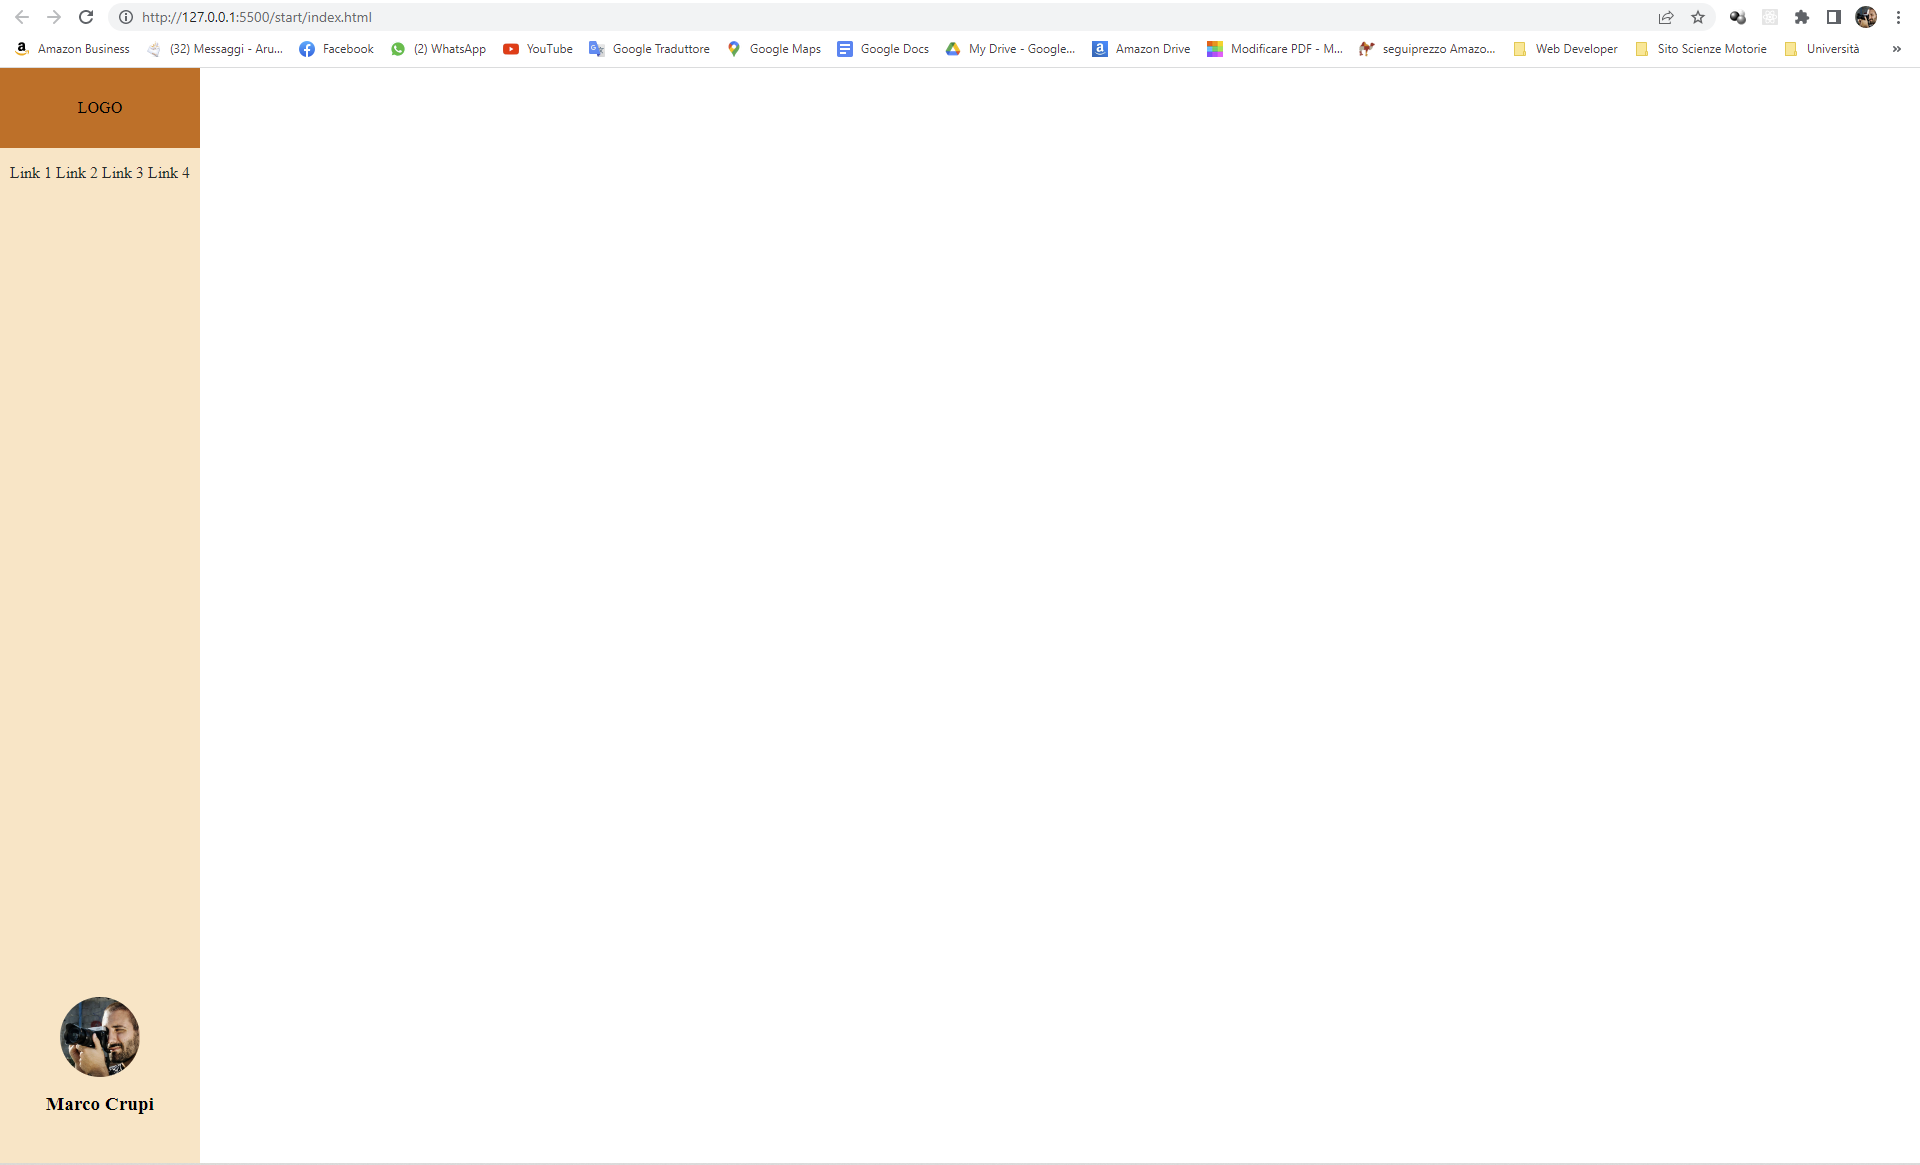 http://127.0.0.1:5500/start/index.html
Amazon Business (32) Messaggi - Aru... Facebook (2) WhatsApp YouTube Google Traduttore Google Maps Google Docs My Drive - Google... Amazon Drive Modificare PDF - M... seguiprezzo Amazo... Web Developer Sito Scienze Motorie Università »
LOGO
Link 1 Link 2 Link 3 Link 4
Marco Crupi